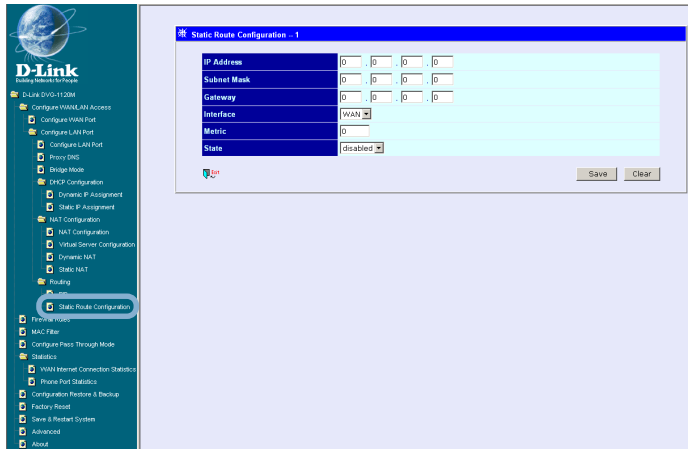 D-Link
Building Networks for People
D-Link DVG-1120M
Configure WAN/LAN Access
Configure WAN Port
Configure LAN Port
Configure LAN Port
Proxy DNS
Bridge Mode
DHCP Configuration
Dynamic IP Assignment
Static IP Assignment
NAT Configuration
NAT Configuration
Virtual Server Configuration
Dynamic NAT
Static NAT
Routing
Static Route Configuration
Firewall Rules
MAC Filter
Configure Pass Through Mode
Statistics
WAN Internet Connection Statistics
Phone Port Statistics
Configuration Restore & Backup
Factory Reset
Save & Restart System
Advanced
About
Static Route Configuration -- 1
IP Address 0 . 0 . 0 . 0
Subnet Mask 0 . 0 . 0 . 0
Gateway 0 . 0 . 0 . 0
Interface WAN
Metric 0
State disabled
Exit Save Clear